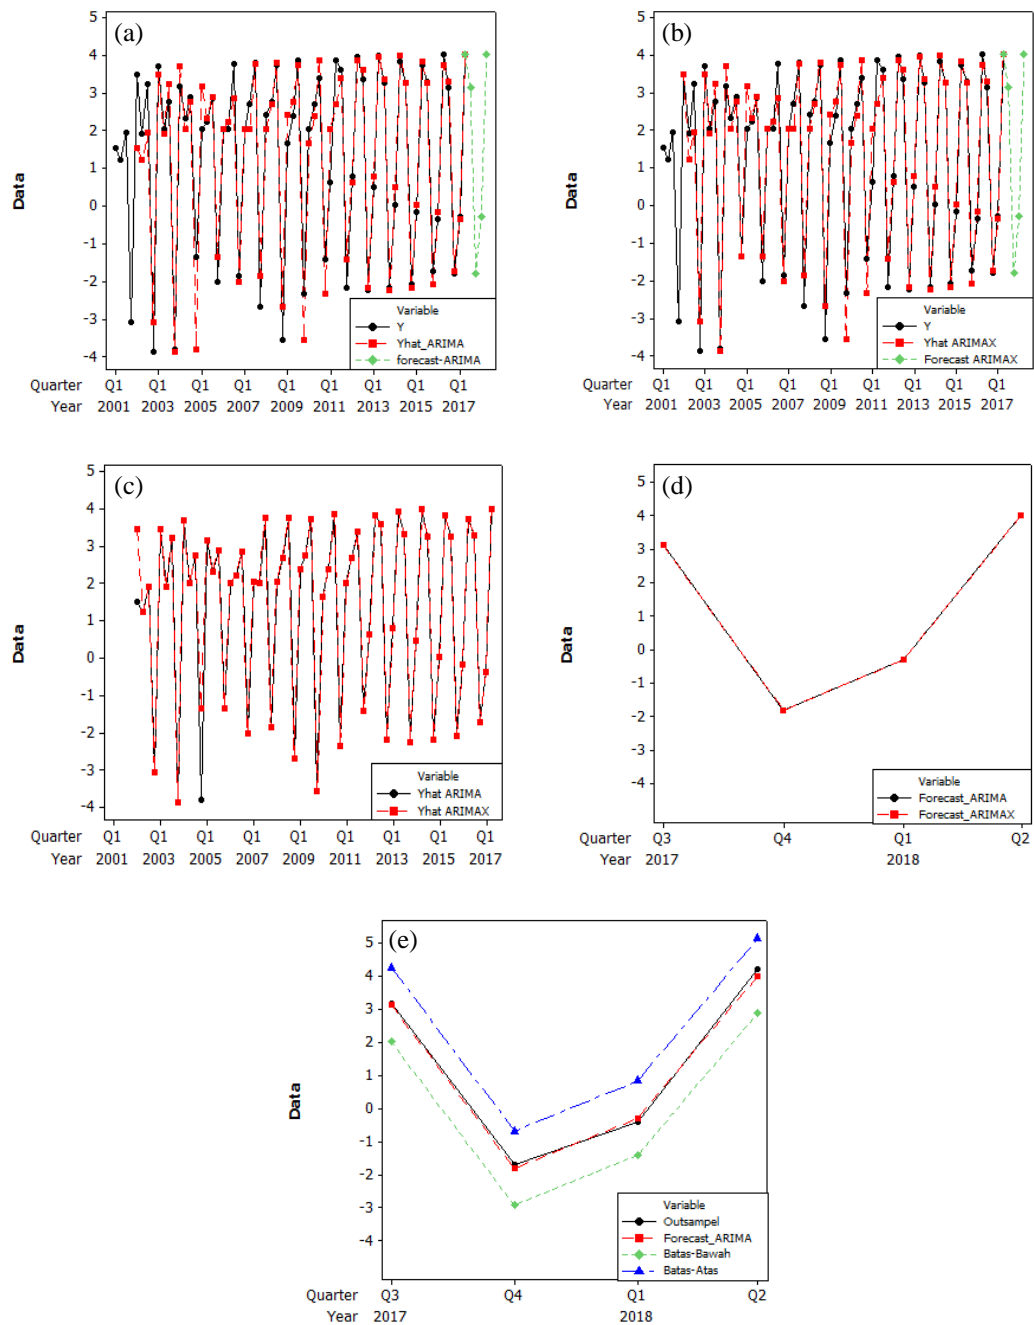 (a)
5
4
3
2
1
0
-1
-2
-3
-4
Data
Variable
Y
Yhat_ARIMA
forecast-ARIMA
Quarter Q1 Q1 Q1 Q1 Q1 Q1 Q1 Q1 Q1
Year 2001 2003 2005 2007 2009 2011 2013 2015 2017
(b)
5
4
3
2
1
0
-1
-2
-3
-4
Data
Variable
Y
Yhat ARIMAX
Forecast ARIMAX
Quarter Q1 Q1 Q1 Q1 Q1 Q1 Q1 Q1 Q1
Year 2001 2003 2005 2007 2009 2011 2013 2015 2017
(c)
5
4
3
2
1
0
-1
-2
-3
-4
Data
Variable
Yhat ARIMA
Yhat ARIMAX
Quarter Q1 Q1 Q1 Q1 Q1 Q1 Q1 Q1 Q1
Year 2001 2003 2005 2007 2009 2011 2013 2015 2017
(d)
5
4
3
2
1
0
-1
-2
-3
-4
Data
Variable
Forecast_ARIMA
Forecast_ARIMAX
Quarter Q3 Q4 Q1 Q2
Year 2017 2018
(e)
5
4
3
2
1
0
-1
-2
-3
-4
Data
Variable
Outsampel
Forecast_ARIMA
Batas-Bawah
Batas-Atas
Quarter Q3 Q4 Q1 Q2
Year 2017 2018